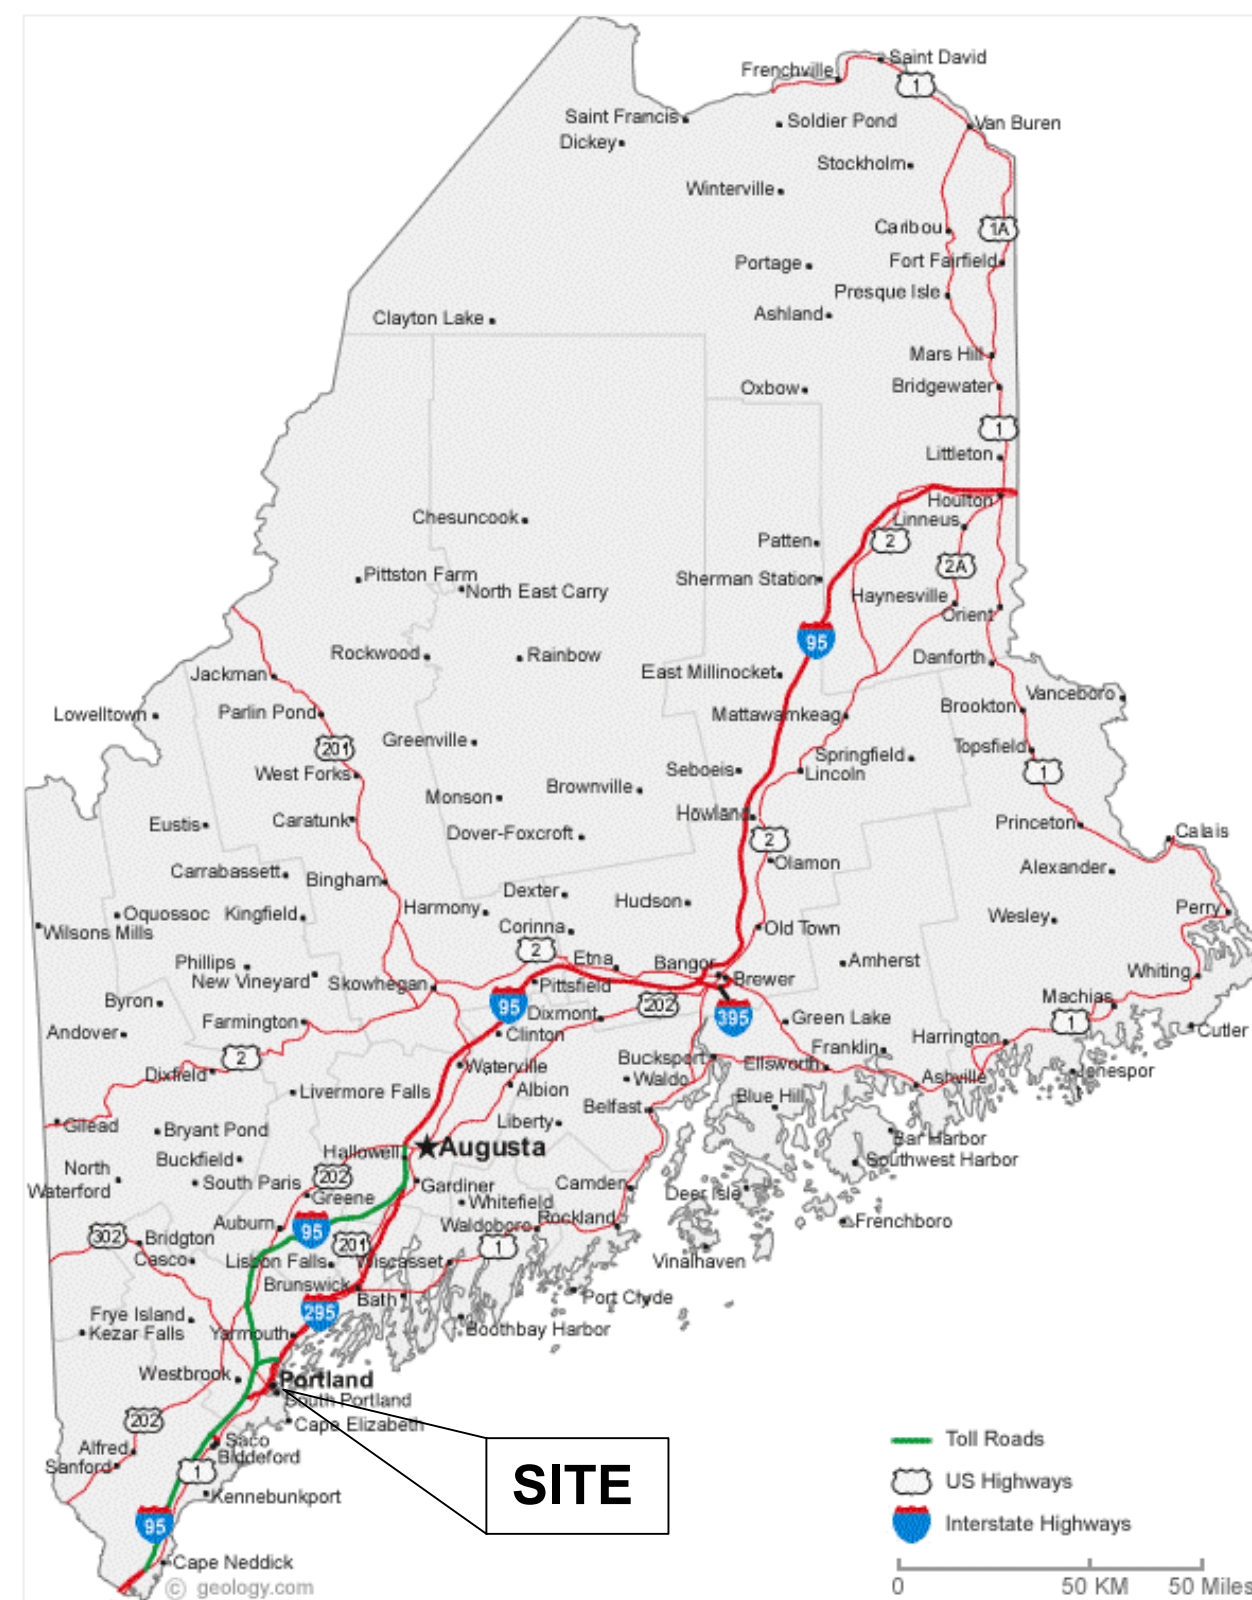 Saint David
Frenchville
1
Saint Francis
Soldier Pond
Van Buren
Dickey
Stockholm
Winterville
Caribou
1A
Portage
Fort Fairfield
Presque Isle
Clayton Lake
Ashland
Mars Hill
Oxbow
Bridgewater
1
Littleton
Houlton
Chesuncook
Linneus
Patten
2
2A
Pittston Farm
Sherman Station
North East Carry
Haynesville
Orient
95
Rockwood
Rainbow
Danforth
Jackman
East Millinocket
Vanceboro
Lowelltown
Parlin Pond
Mattawamkeag
Brookton
201
Greenville
Springfield
Topsfield
West Forks
Seboeis
Lincoln
1
Monson
Brownville
Howland
Eustis
Caratunk
Dover-Foxcroft
2
Princeton
Calais
Olamon
Carrabassett
Bingham
Alexander
Dexter
Hudson
Oquossoc
Kingfield
Harmony
Perry
Wilsons Mills
Corinna
Old Town
Wesley
2
Etna
Bangor
Phillips
Amherst
New Vineyard
Skowhegan
Pittsfield
Brewer
Whiting
Byron
95
Dixmont
202
395
Machias
Andover
Farmington
Clinton
Green Lake
1
Cutler
Harrington
2
Franklin
Bucksport
Ellsworth
Dixfield
Waterville
Waldo
Ashville
Jonespor
Livermore Falls
Albion
Blue Hill
Belfast
Gilead
Liberty
Bryant Pond
Bar Harbor
Hallowell
Augusta
Buckfield
Southwest Harbor
North
Waterford
202
South Paris
Gardiner
Camden
Greene
Whitefield
Deer Isle
Auburn
95
Waldoboro
Rockland
Frenchboro
302
Bridgton
201
1
Casco
Lisbon Falls
Wiscasset
Vinalhaven
Brunswick
Bath
Port Clyde
295
Frye Island
Kezar Falls
Yarmouth
Boothbay Harbor
Westbrook
Portland
South Portland
202
Cape Elizabeth
Alfred
Saco
Biddeford
Sanford
1
SITE
Kennebunkport
95
Cape Neddick
© geology.com
Toll Roads
US Highways
Interstate Highways
0 50 KM 50 Miles